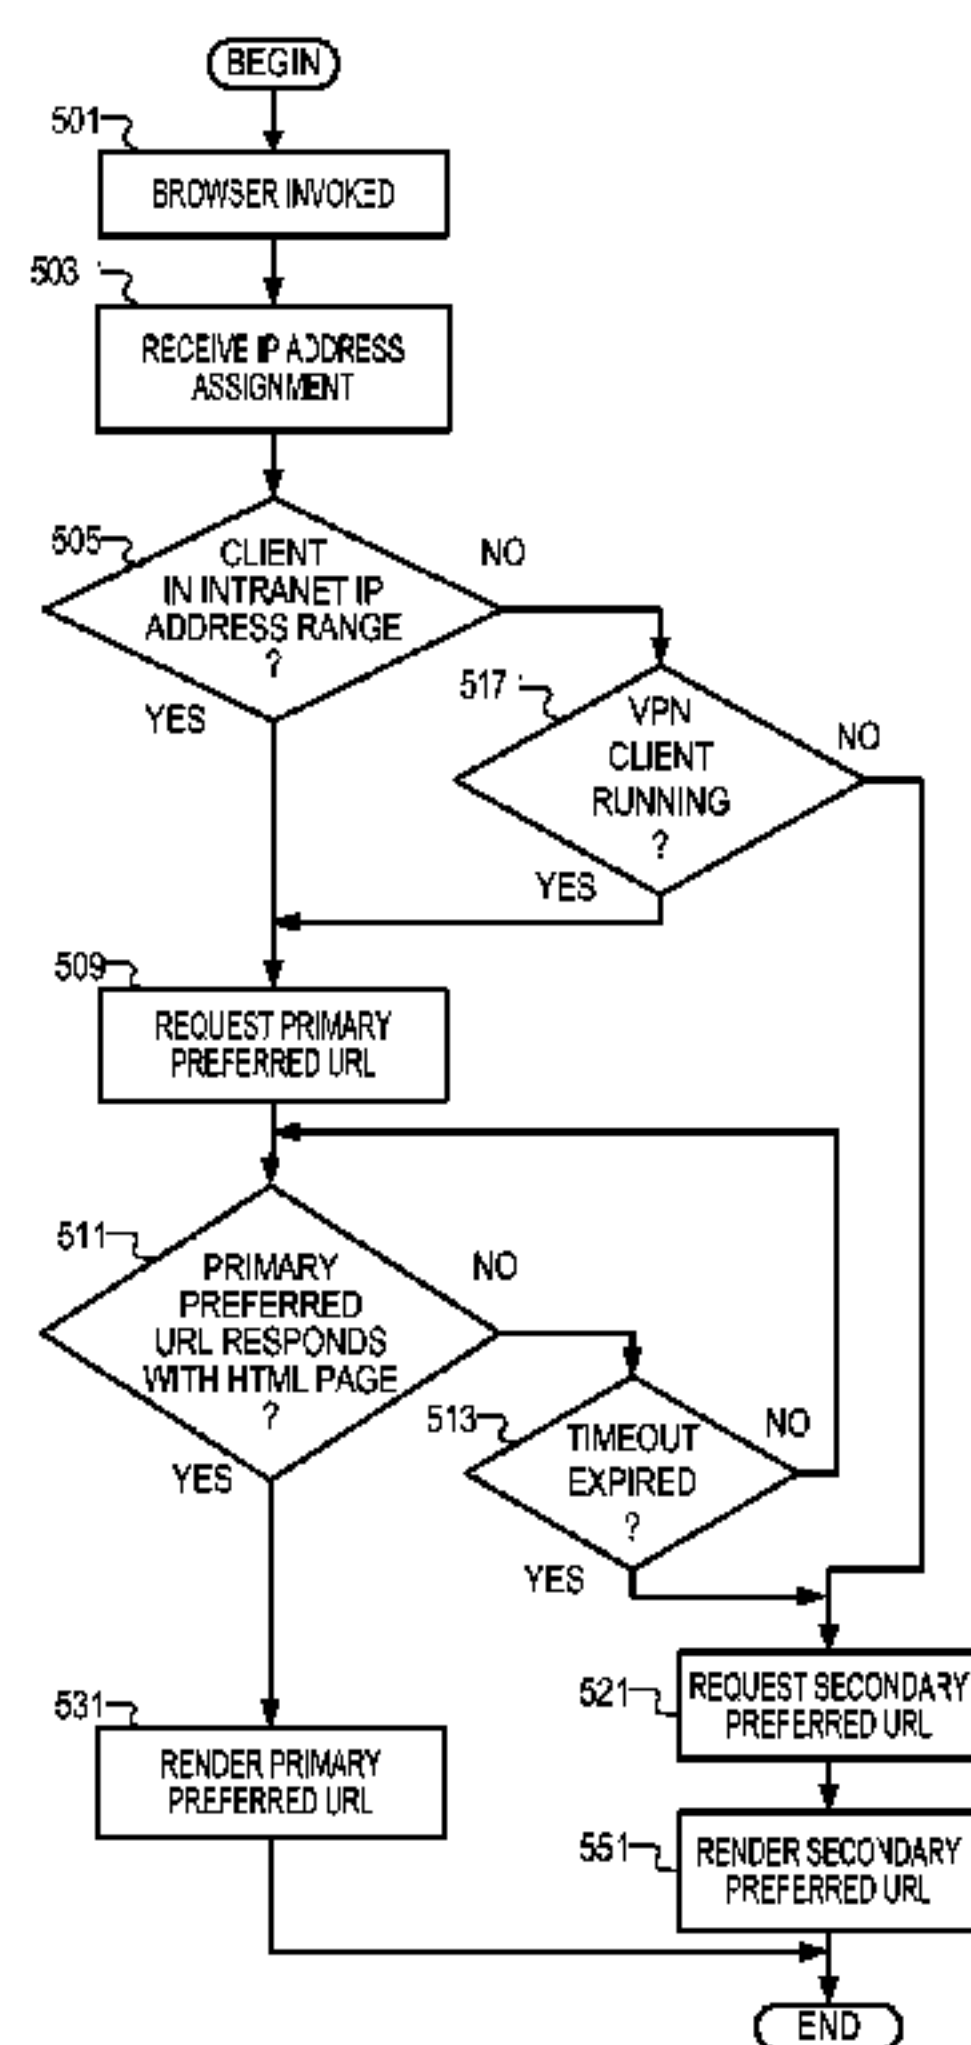 BEGIN
501
BROWSER INVOKED
503
RECEIVE IP ADDRESS
ASSIGNMENT
505
CLIENT
IN INTRANET IP
ADDRESS RANGE
?
NO
YES
517
VPN
CLIENT
RUNNING
?
NO
YES
509
REQUEST PRIMARY
PREFERRED URL
511
PRIMARY
PREFERRED
URL RESPONDS
WITH HTML PAGE
?
NO
YES
513
TIMEOUT
EXPIRED
?
NO
YES
521
REQUEST SECONDARY
PREFERRED URL
531
RENDER PRIMARY
PREFERRED URL
551
RENDER SECONDARY
PREFERRED URL
END